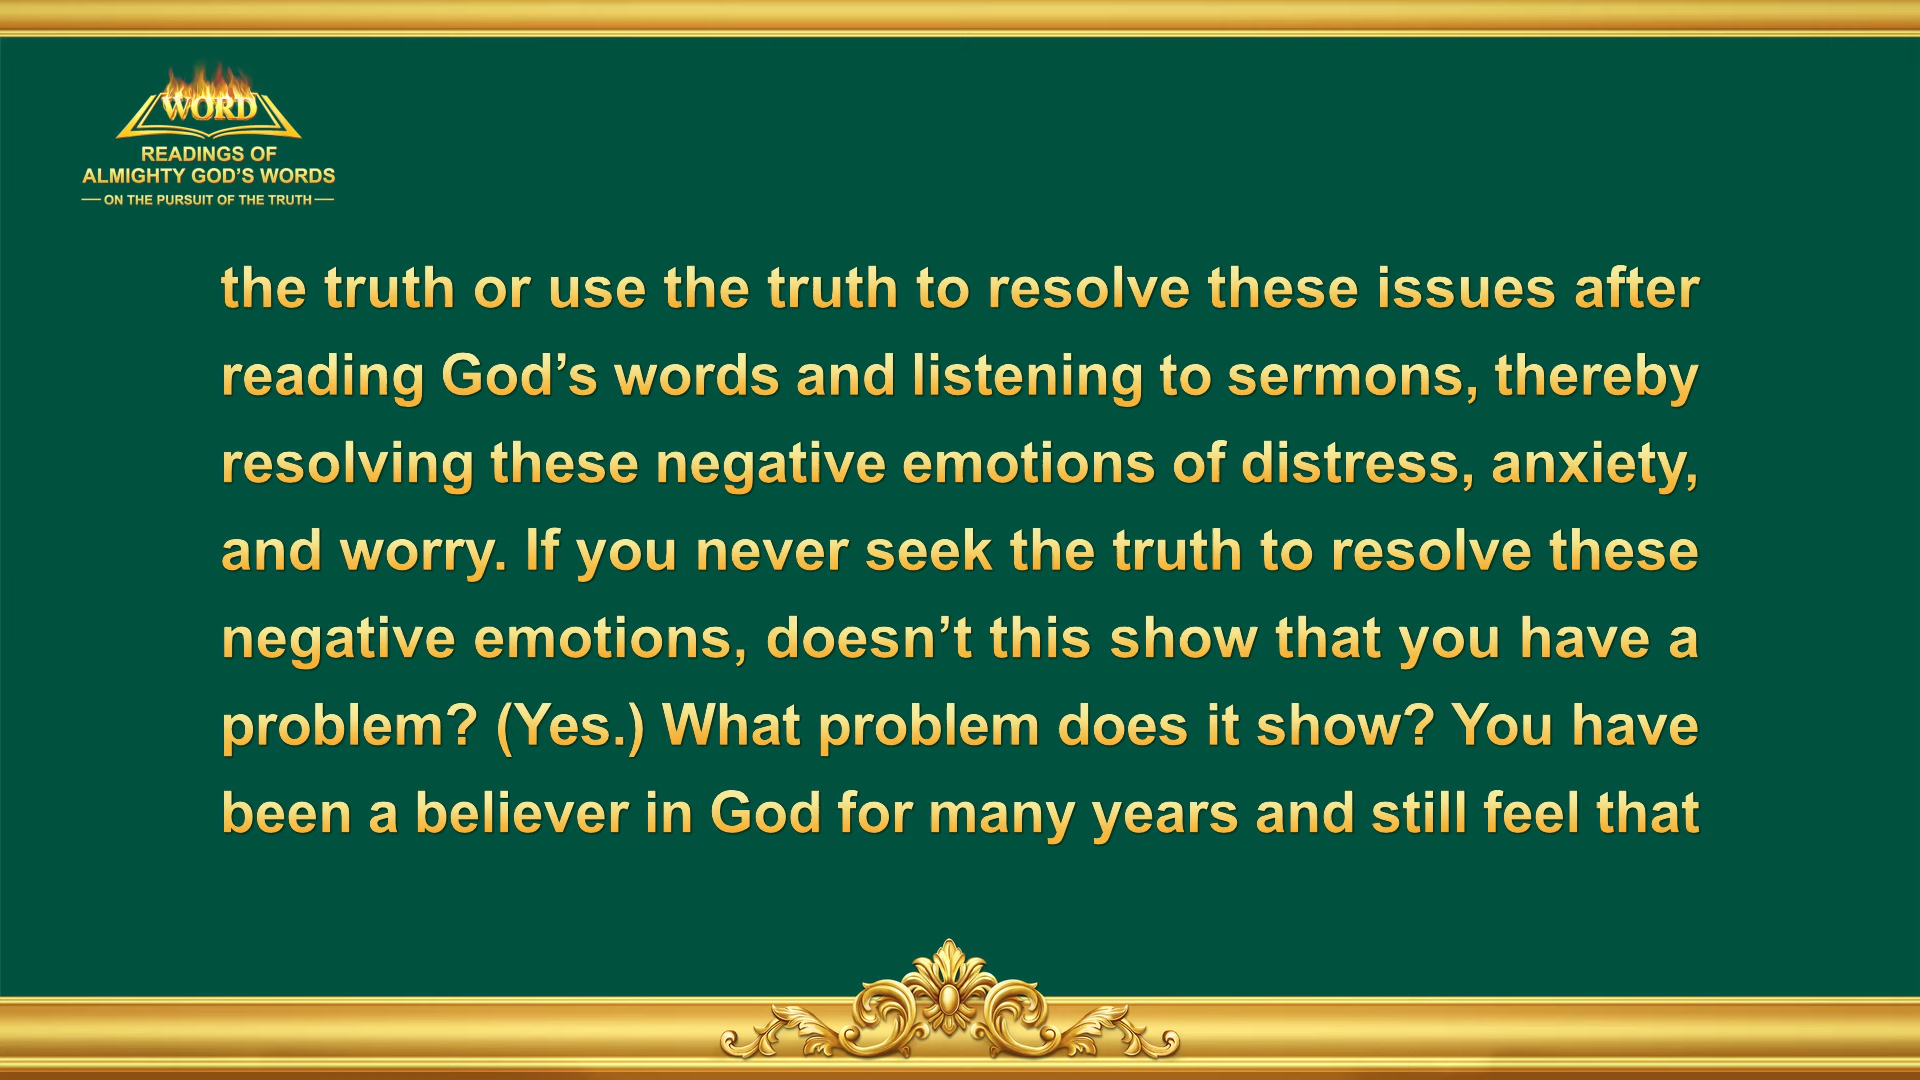 WORD
READINGS OF
ALMIGHTY GOD’S WORDS
ON THE PURSUIT OF THE TRUTH
the truth or use the truth to resolve these issues after
reading God’s words and listening to sermons, thereby
resolving these negative emotions of distress, anxiety,
and worry. If you never seek the truth to resolve these
negative emotions, doesn’t this show that you have a
problem? (Yes.) What problem does it show? You have
been a believer in God for many years and still feel that